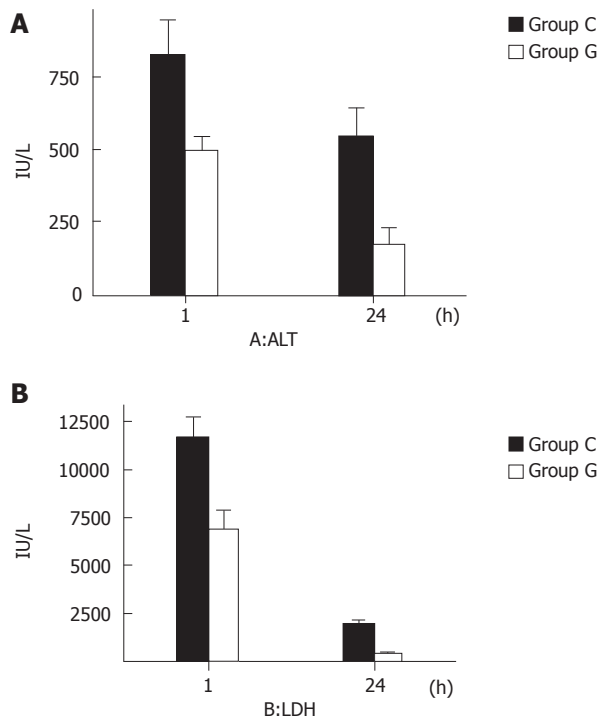 A
Group C
Group G
IU/L
750
500
250
0
1
24
(h)
A:ALT
B
Group C
Group G
IU/L
12500
10000
7500
5000
2500
1
24
(h)
B:LDH